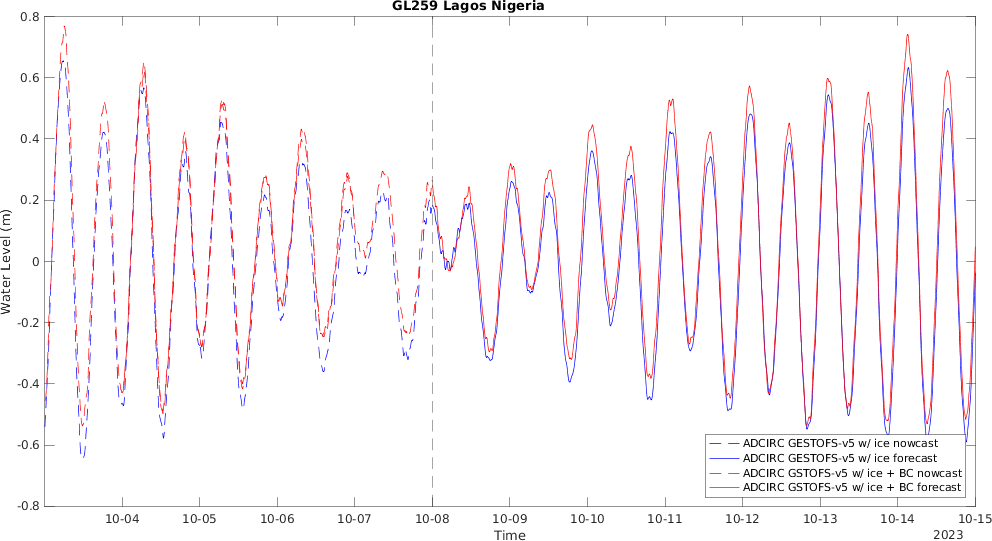 GL259 Lagos Nigeria
0.8
0.6
0.4
0.2
0
-0.2
-0.4
-0.6
-0.8
Water Level (m)
10-04 10-05 10-06 10-07 10-08 10-09 10-10 10-11 10-12 10-13 10-14 10-15
Time
2023
ADCIRC GESTOFS-v5 w/ ice nowcast
ADCIRC GESTOFS-v5 w/ ice forecast
ADCIRC GSTOFS-v5 w/ ice + BC nowcast
ADCIRC GSTOFS-v5 w/ ice + BC forecast